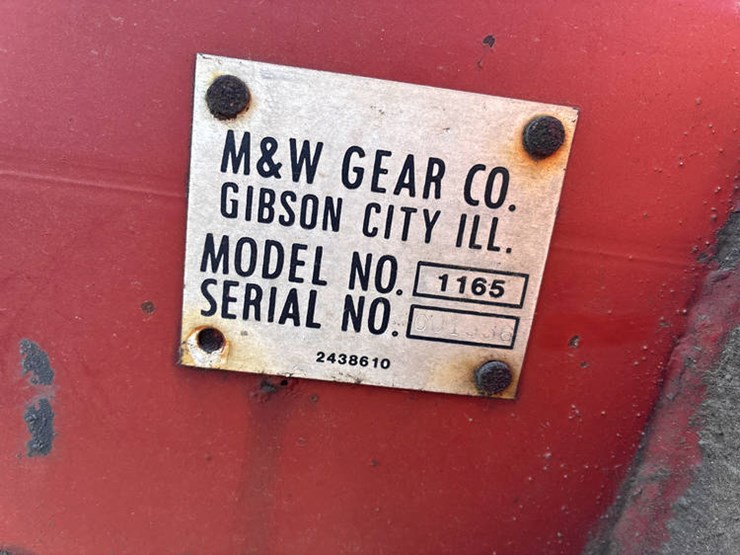 M&W GEAR CO.
GIBSON CITY ILL.
MODEL NO. 1165
SERIAL NO.
2438610